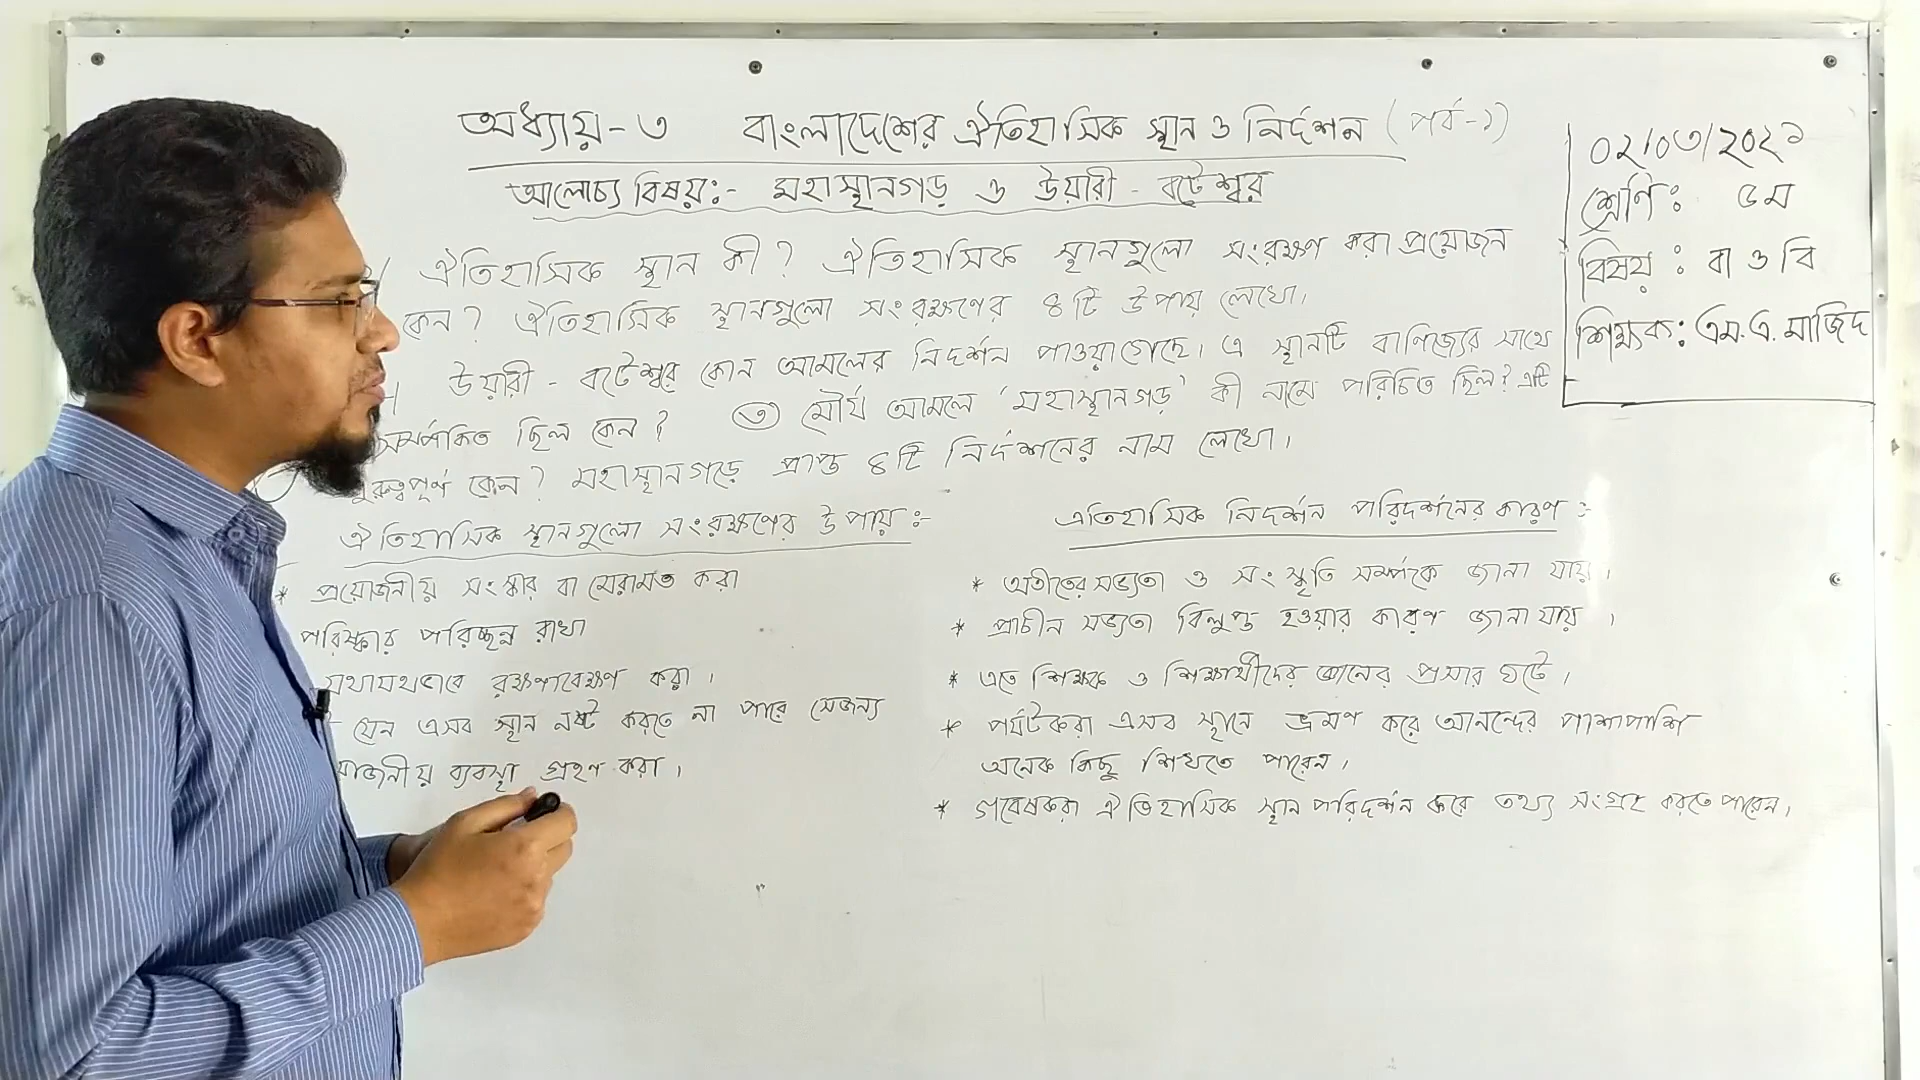 অধ্যায়-৩ বাংলাদেশের ঐতিহাসিক স্থান ও নিদর্শন (পর্ব-১)
আলোচ্য বিষয়ঃ- মহাস্থানগড় ও উয়ারী-বটেশ্বর
০২/০৩/২০২১
শ্রেণিঃ ৫ম
বিষয়ঃ বা ও বি
শিক্ষক: এম.এ. মাজিদ
ঐতিহাসিক স্থান কী? ঐতিহাসিক স্থানগুলো সংরক্ষণ করা প্রয়োজন
কেন? ঐতিহাসিক স্থানগুলো সংরক্ষণের ৪টি উপায় লেখো।
উয়ারী - বটেশ্বর কোন আমলের নিদর্শন পাওয়া গেছে। এ স্থানটি বাণিজ্যের সাথে
সম্পর্কিত ছিল কেন? ৩ মৌর্য আমলে 'মহাস্থানগড়' কী নামে পরিচিত ছিল? এটি
গুরুত্বপূর্ণ কেন? মহাস্থানগড়ে প্রাপ্ত ৪টি নিদর্শনের নাম লেখো।
ঐতিহাসিক স্থানগুলো সংরক্ষণের উপায়ঃ-
* প্রয়োজনীয় সংস্কার বা মেরামত করা
পরিষ্কার পরিচ্ছন্ন রাখা
যথাযথভাবে রক্ষণাবেক্ষণ করা।
যেন এসব স্থান নষ্ট করতে না পারে সেজন্য
ব্যবস্থা গ্রহণ করা।
এতিহাসিক নিদর্শন পরিদর্শনের কারণঃ-
* অতীতের সভ্যতা ও সংস্কৃতি সম্পর্কে জানা যায়।
* প্রাচীন সভ্যতা বিলুপ্ত হওয়ার কারণ জানা যায়।
* এতে শিক্ষক ও শিক্ষার্থীদের জ্ঞানের প্রসার ঘটে।
* পর্যটকরা এসব স্থানে ভ্রমণ করে আনন্দের পাশাপাশি
অনেক কিছু শিখতে পারেন।
* গবেষকরা ঐতিহাসিক স্থান পরিদর্শন করে তথ্য সংগ্রহ করতে পারেন।